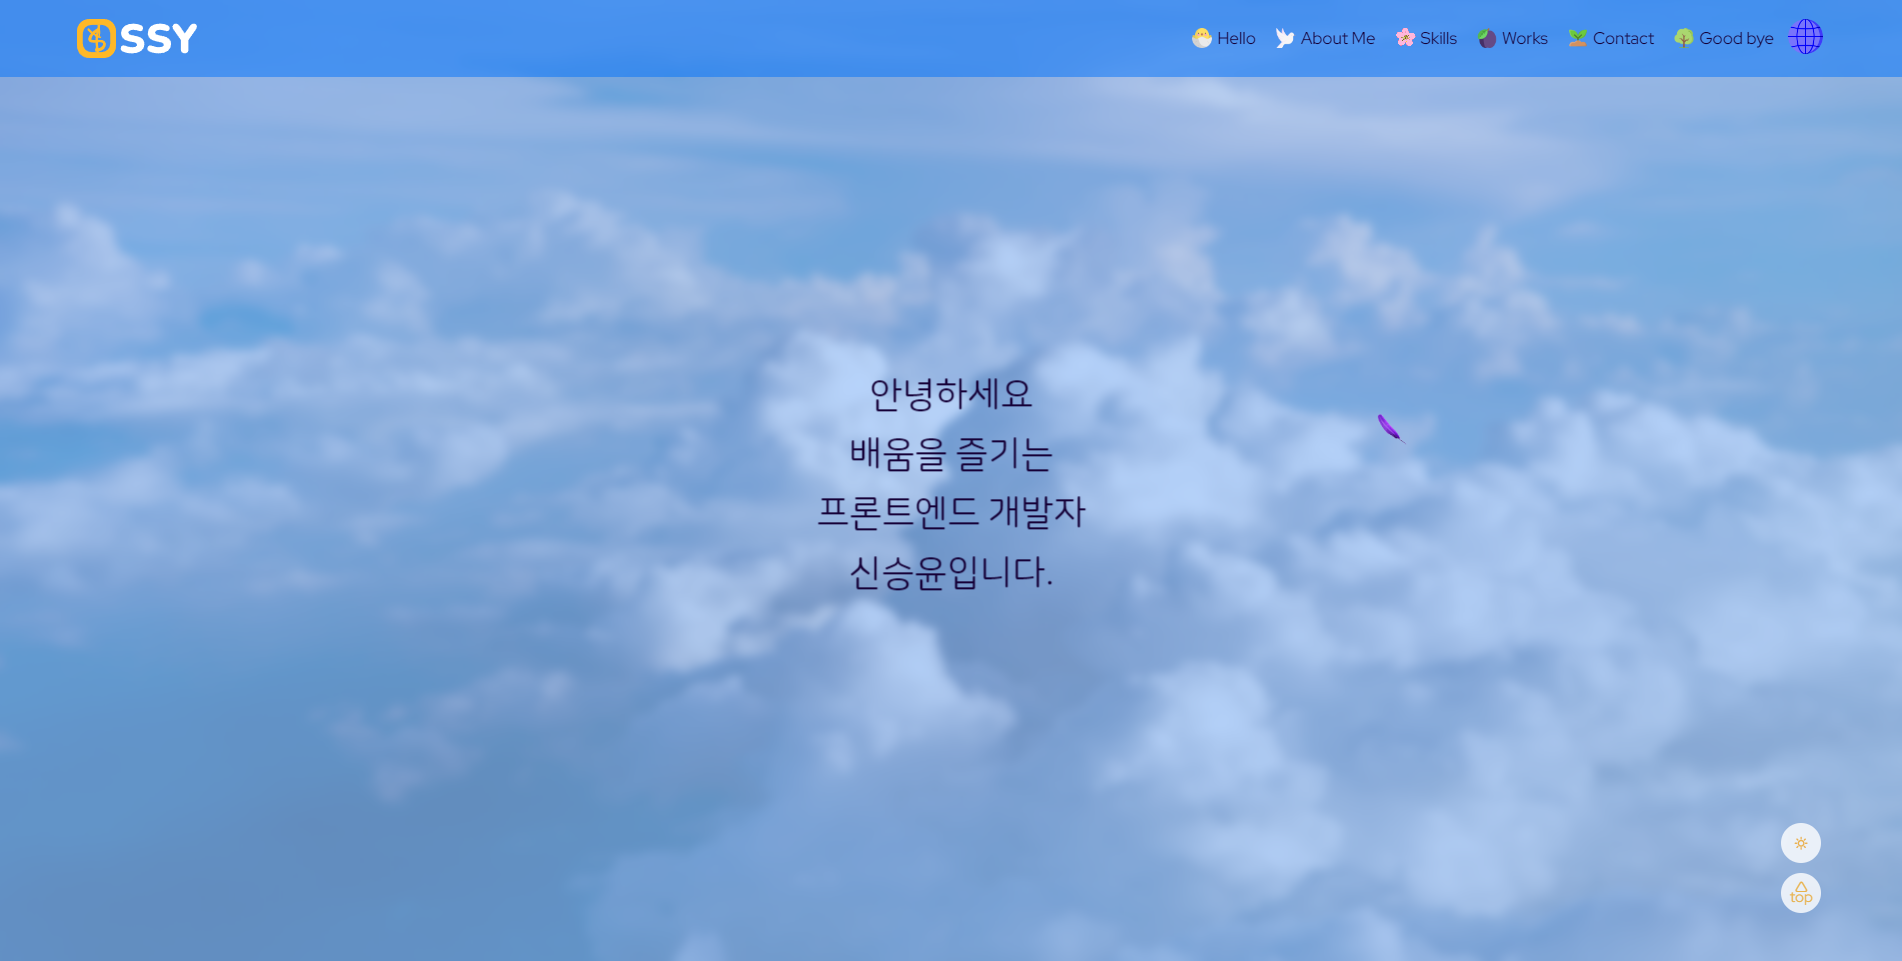 SSY
Hello
About Me
Skills
Works
Contact
Good bye
안녕하세요
배움을 즐기는
프론트엔드 개발자
신승윤입니다.
top